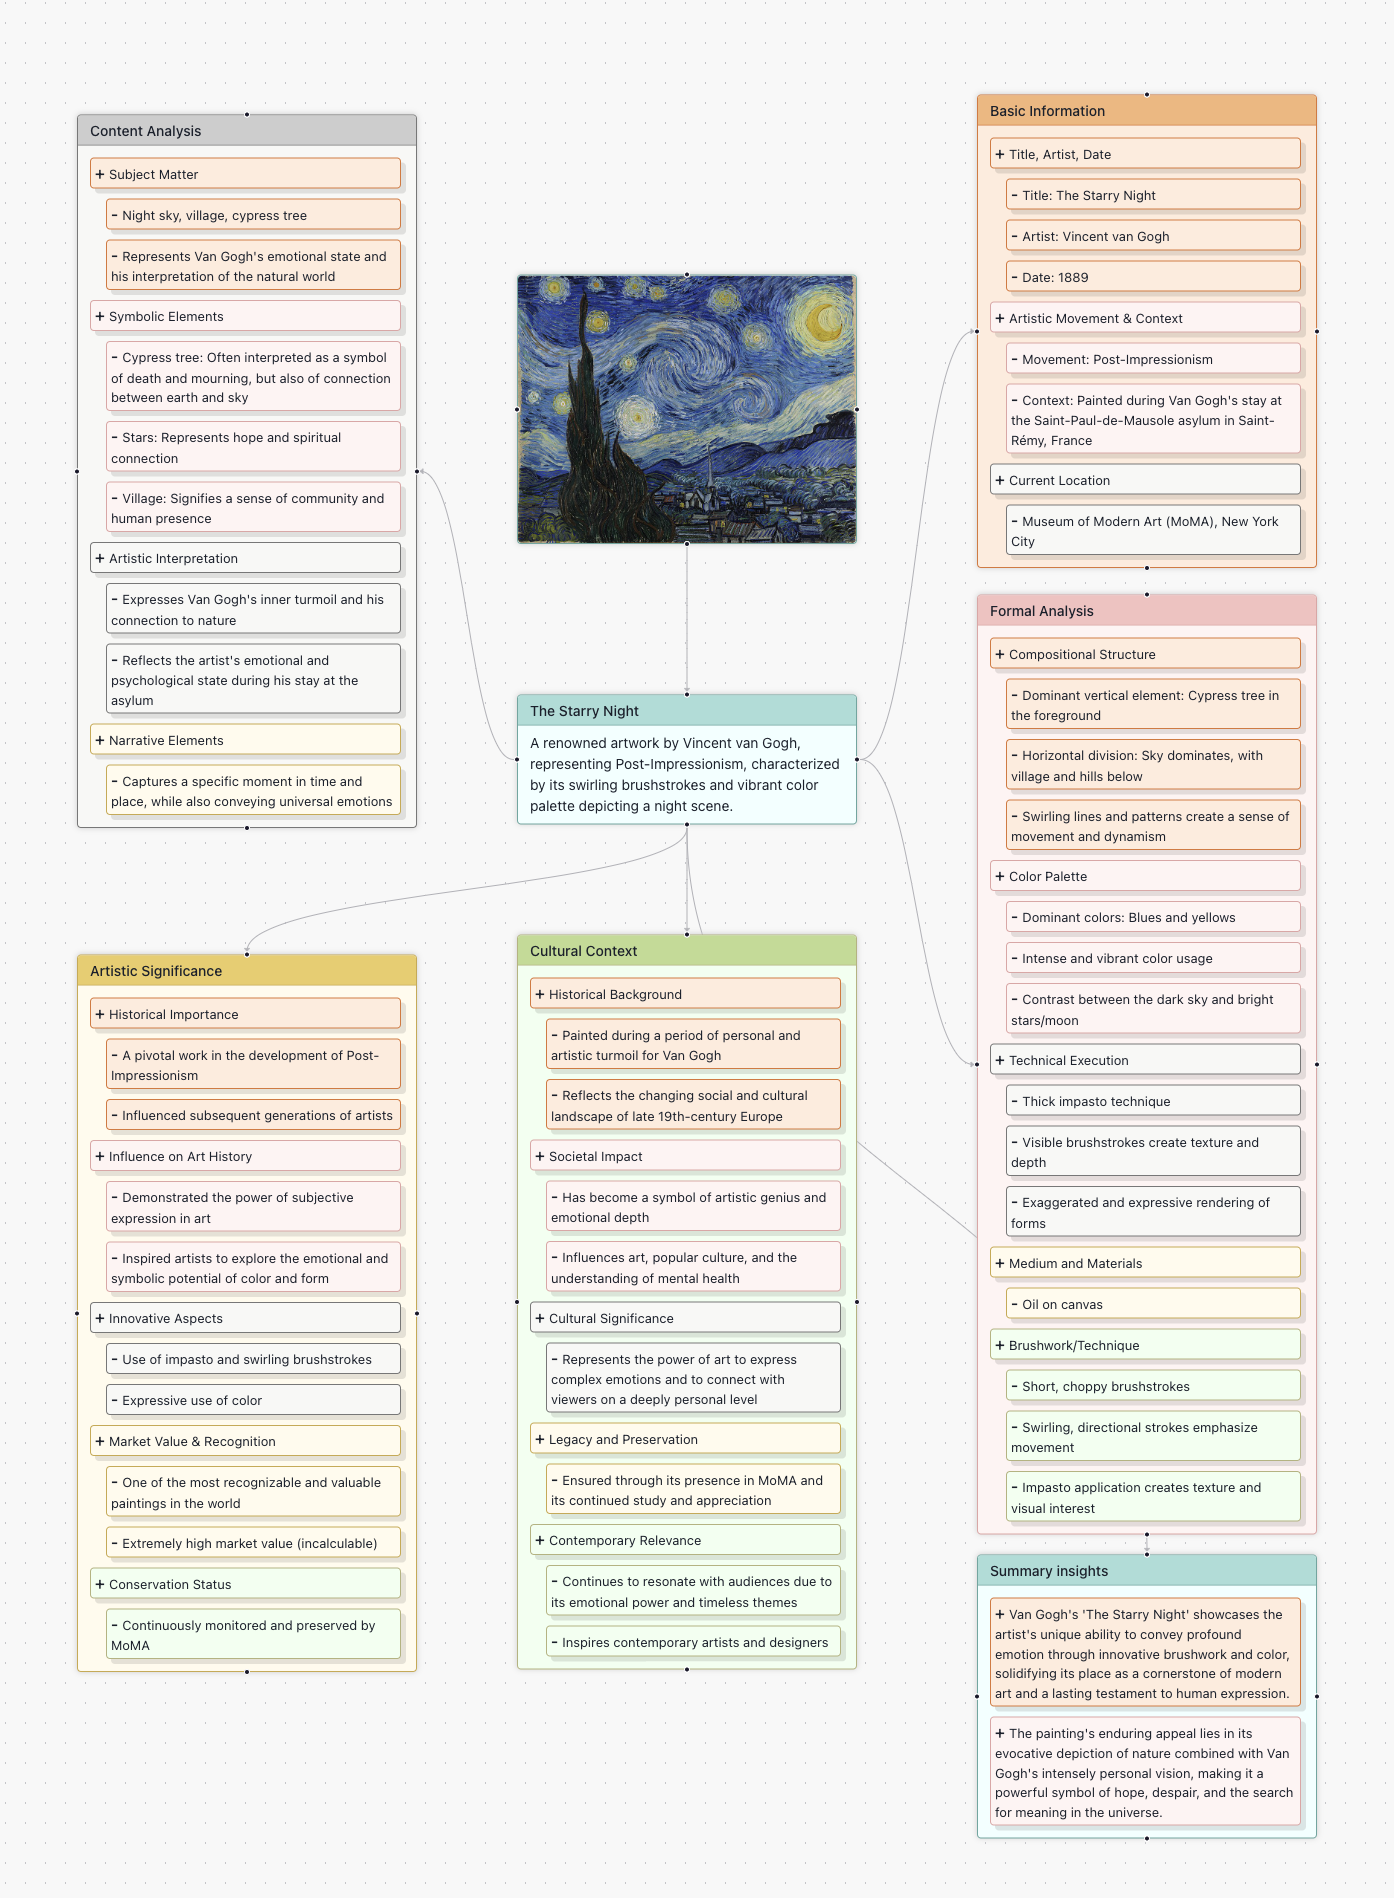 Content Analysis
+ Subject Matter
- Night sky, village, cypress tree
- Represents Van Gogh's emotional state and
his interpretation of the natural world
+ Symbolic Elements
- Cypress tree: Often interpreted as a symbol
of death and mourning, but also of connection
between earth and sky
- Stars: Represents hope and spiritual
connection
- Village: Signifies a sense of community and
human presence
+ Artistic Interpretation
- Expresses Van Gogh's inner turmoil and his
connection to nature
- Reflects the artist's emotional and
psychological state during his stay at the
asylum
+ Narrative Elements
- Captures a specific moment in time and
place, while also conveying universal emotions
The Starry Night
A renowned artwork by Vincent van Gogh,
representing Post-Impressionism, characterized
by its swirling brushstrokes and vibrant color
palette depicting a night scene.
Basic Information
+ Title, Artist, Date
- Title: The Starry Night
- Artist: Vincent van Gogh
- Date: 1889
+ Artistic Movement & Context
- Movement: Post-Impressionism
- Context: Painted during Van Gogh's stay at
the Saint-Paul-de-Mausole asylum in Saint-
Rémy, France
+ Current Location
- Museum of Modern Art (MoMA), New York
City
Formal Analysis
+ Compositional Structure
- Dominant vertical element: Cypress tree in
the foreground
- Horizontal division: Sky dominates, with
village and hills below
- Swirling lines and patterns create a sense of
movement and dynamism
+ Color Palette
- Dominant colors: Blues and yellows
- Intense and vibrant color usage
- Contrast between the dark sky and bright
stars/moon
+ Technical Execution
- Thick impasto technique
- Visible brushstrokes create texture and
depth
- Exaggerated and expressive rendering of
forms
+ Medium and Materials
- Oil on canvas
+ Brushwork/Technique
- Short, choppy brushstrokes
- Swirling, directional strokes emphasize
movement
- Impasto application creates texture and
visual interest
Artistic Significance
+ Historical Importance
- A pivotal work in the development of Post-
Impressionism
- Influenced subsequent generations of artists
+ Influence on Art History
- Demonstrated the power of subjective
expression in art
- Inspired artists to explore the emotional and
symbolic potential of color and form
+ Innovative Aspects
- Use of impasto and swirling brushstrokes
- Expressive use of color
+ Market Value & Recognition
- One of the most recognizable and valuable
paintings in the world
- Extremely high market value (incalculable)
+ Conservation Status
- Continuously monitored and preserved by
MoMA
Cultural Context
+ Historical Background
- Painted during a period of personal and
artistic turmoil for Van Gogh
- Reflects the changing social and cultural
landscape of late 19th-century Europe
+ Societal Impact
- Has become a symbol of artistic genius and
emotional depth
- Influences art, popular culture, and the
understanding of mental health
+ Cultural Significance
- Represents the power of art to express
complex emotions and to connect with
viewers on a deeply personal level
+ Legacy and Preservation
- Ensured through its presence in MoMA and
its continued study and appreciation
+ Contemporary Relevance
- Continues to resonate with audiences due to
its emotional power and timeless themes
- Inspires contemporary artists and designers
Summary insights
+ Van Gogh's 'The Starry Night' showcases the
artist's unique ability to convey profound
emotion through innovative brushwork and color,
solidifying its place as a cornerstone of modern
art and a lasting testament to human expression.
+ The painting's enduring appeal lies in its
evocative depiction of nature combined with Van
Gogh's intensely personal vision, making it a
powerful symbol of hope, despair, and the search
for meaning in the universe.